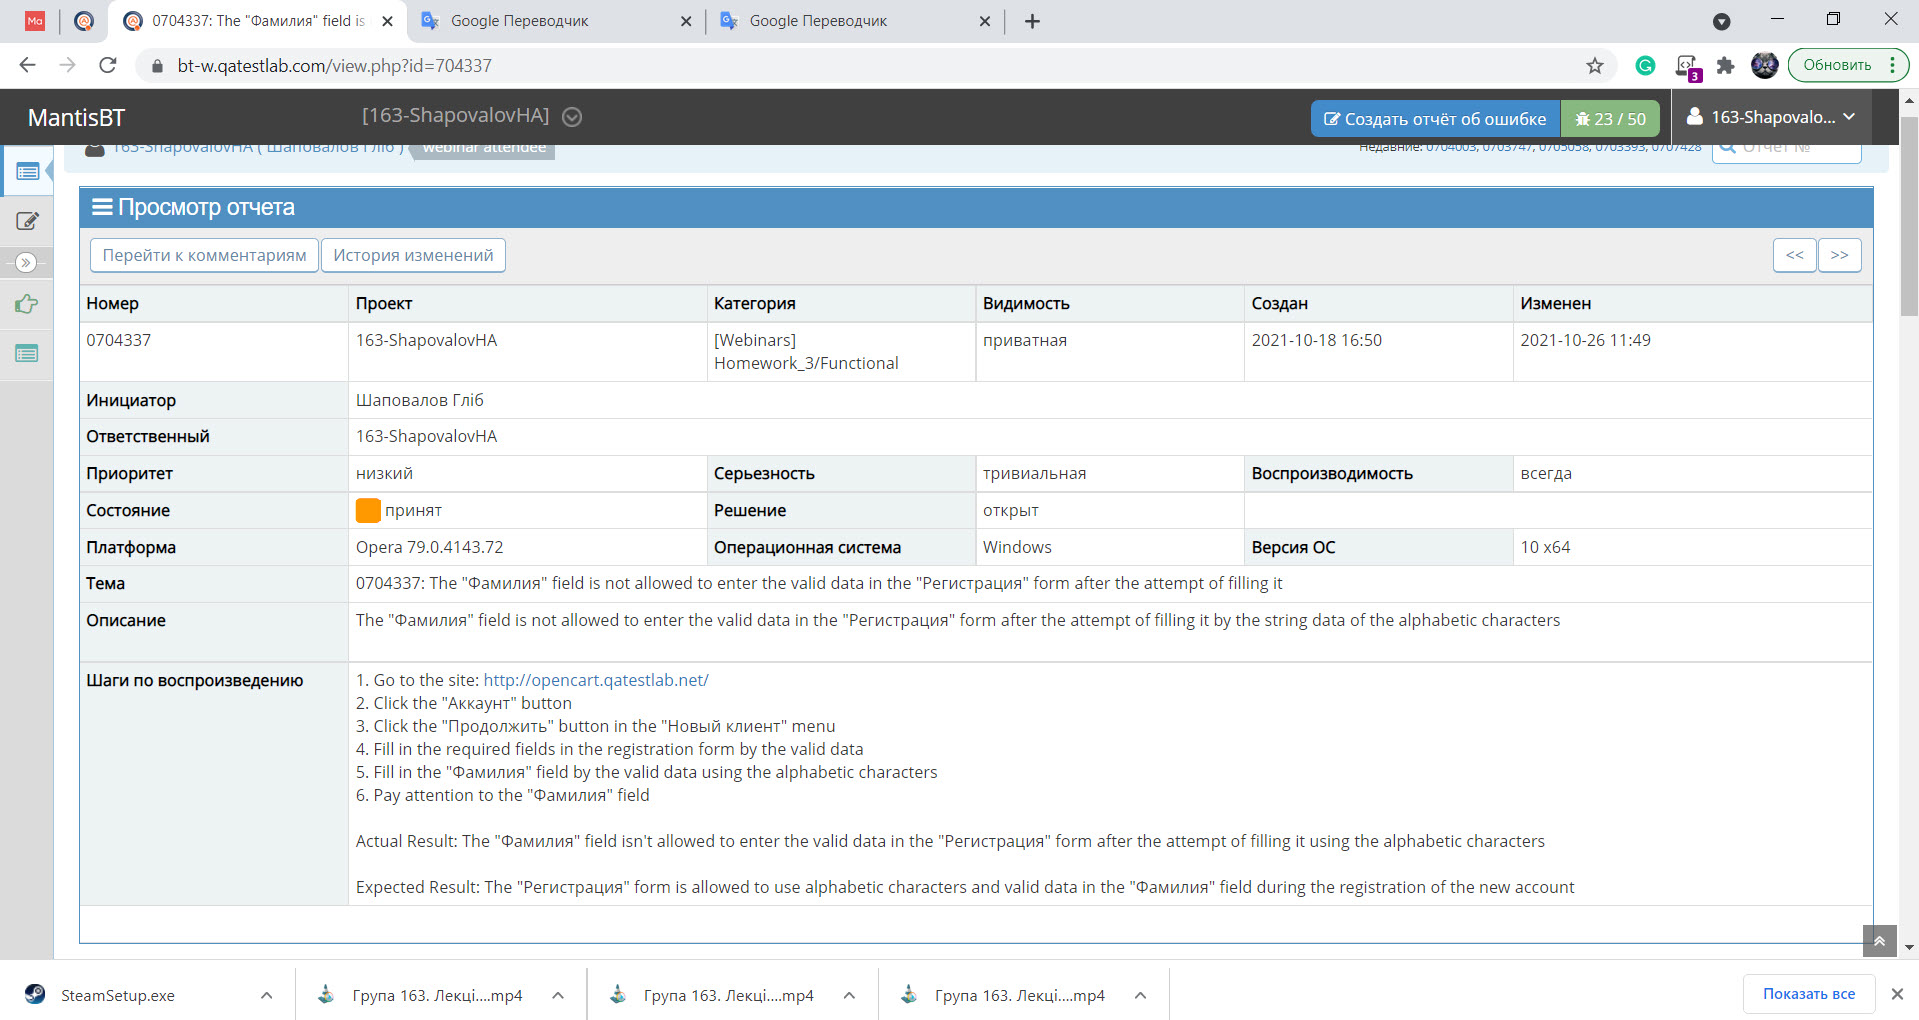 Ma
0704337: The "Фамилия" field is
Google Переводчик
Google Переводчик
bt-w.qatestlab.com/view.php?id=704337
3
Обновить
MantisBT
[163-ShapovalovHA]
Создать отчёт об ошибке
23 / 50
163-Shapovalo...
163-ShapovalovHA ( Шаповалов Гліб )
webinar attendee
Недавние: 0704003, 0703747, 0705058, 0703393, 0707428
Отчёт №
Просмотр отчета
Перейти к комментариям
История изменений
<<
>>
Номер Проект Категория Видимость Создан Изменен
0704337 163-ShapovalovHA [Webinars] приватная 2021-10-18 16:50 2021-10-26 11:49
Homework_3/Functional
Инициатор Шаповалов Гліб
Ответственный 163-ShapovalovHA
Приоритет низкий Серьезность тривиальная Воспроизводимость всегда
Состояние принят Решение открыт
Платформа Opera 79.0.4143.72 Операционная система Windows Версия ОС 10 x64
Тема 0704337: The "Фамилия" field is not allowed to enter the valid data in the "Регистрация" form after the attempt of filling it
Описание The "Фамилия" field is not allowed to enter the valid data in the "Регистрация" form after the attempt of filling it by the string data of the alphabetic characters
Шаги по воспроизведению 1. Go to the site: http://opencart.qatestlab.net/
2. Click the "Аккаунт" button
3. Click the "Продолжить" button in the "Новый клиент" menu
4. Fill in the required fields in the registration form by the valid data
5. Fill in the "Фамилия" field by the valid data using the alphabetic characters
6. Pay attention to the "Фамилия" field
Actual Result: The "Фамилия" field isn't allowed to enter the valid data in the "Регистрация" form after the attempt of filling it using the alphabetic characters
Expected Result: The "Регистрация" form is allowed to use alphabetic characters and valid data in the "Фамилия" field during the registration of the new account
SteamSetup.exe
Група 163. Лекці....mp4
Група 163. Лекці....mp4
Група 163. Лекці....mp4
Показать все